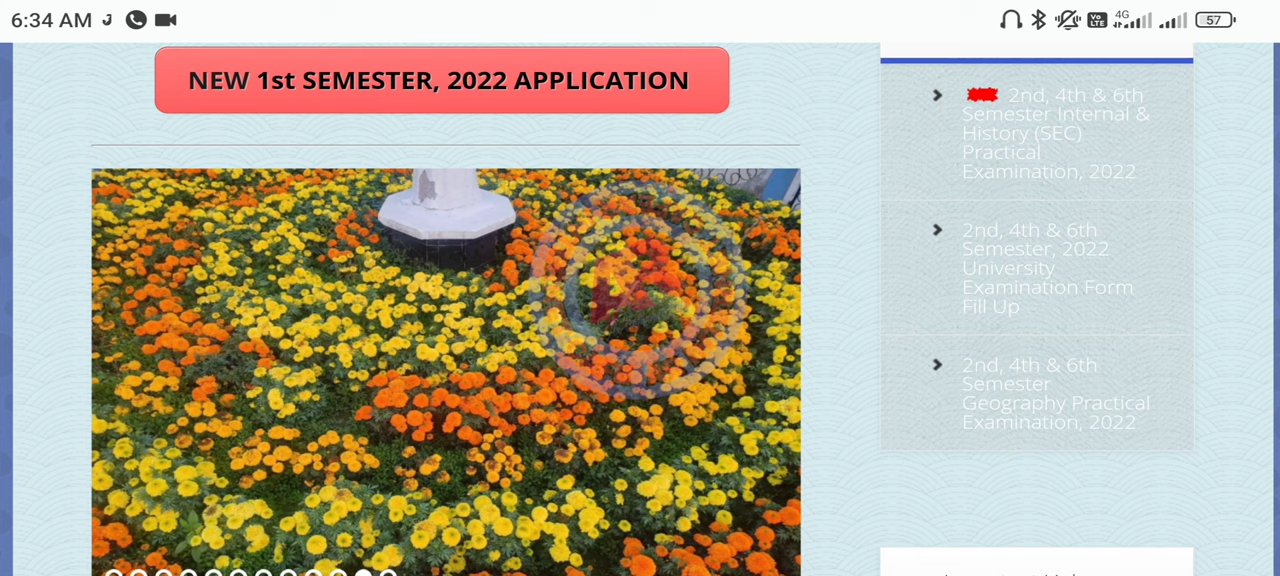 6:34 AM
4G
Vo
LTE
57
NEW 1st SEMESTER, 2022 APPLICATION
2nd, 4th & 6th
Semester Internal &
History (SEC)
Practical
Examination, 2022
2nd, 4th & 6th
Semester, 2022
University
Examination Form
Fill Up
2nd, 4th & 6th
Semester
Geography Practical
Examination, 2022